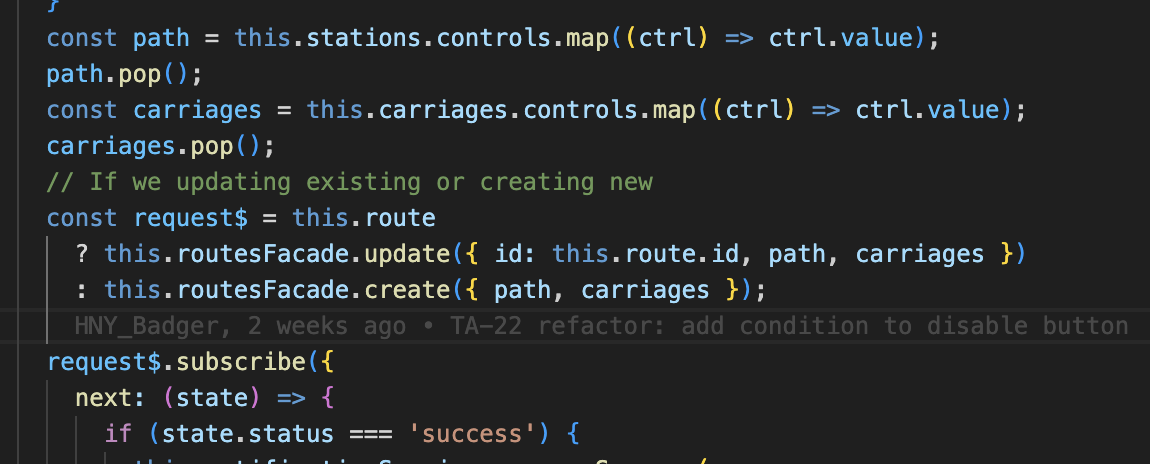 }
const path = this.stations.controls.map((ctrl) => ctrl.value);
path.pop();
const carriages = this.carriages.controls.map((ctrl) => ctrl.value);
carriages.pop();
// If we updating existing or creating new
const request$ = this.route
? this.routesFacade.update({ id: this.route.id, path, carriages })
: this.routesFacade.create({ path, carriages });
HNY_Badger, 2 weeks ago • TA-22 refactor: add condition to disable button
request$.subscribe({
next: (state) => {
if (state.status === 'success') {